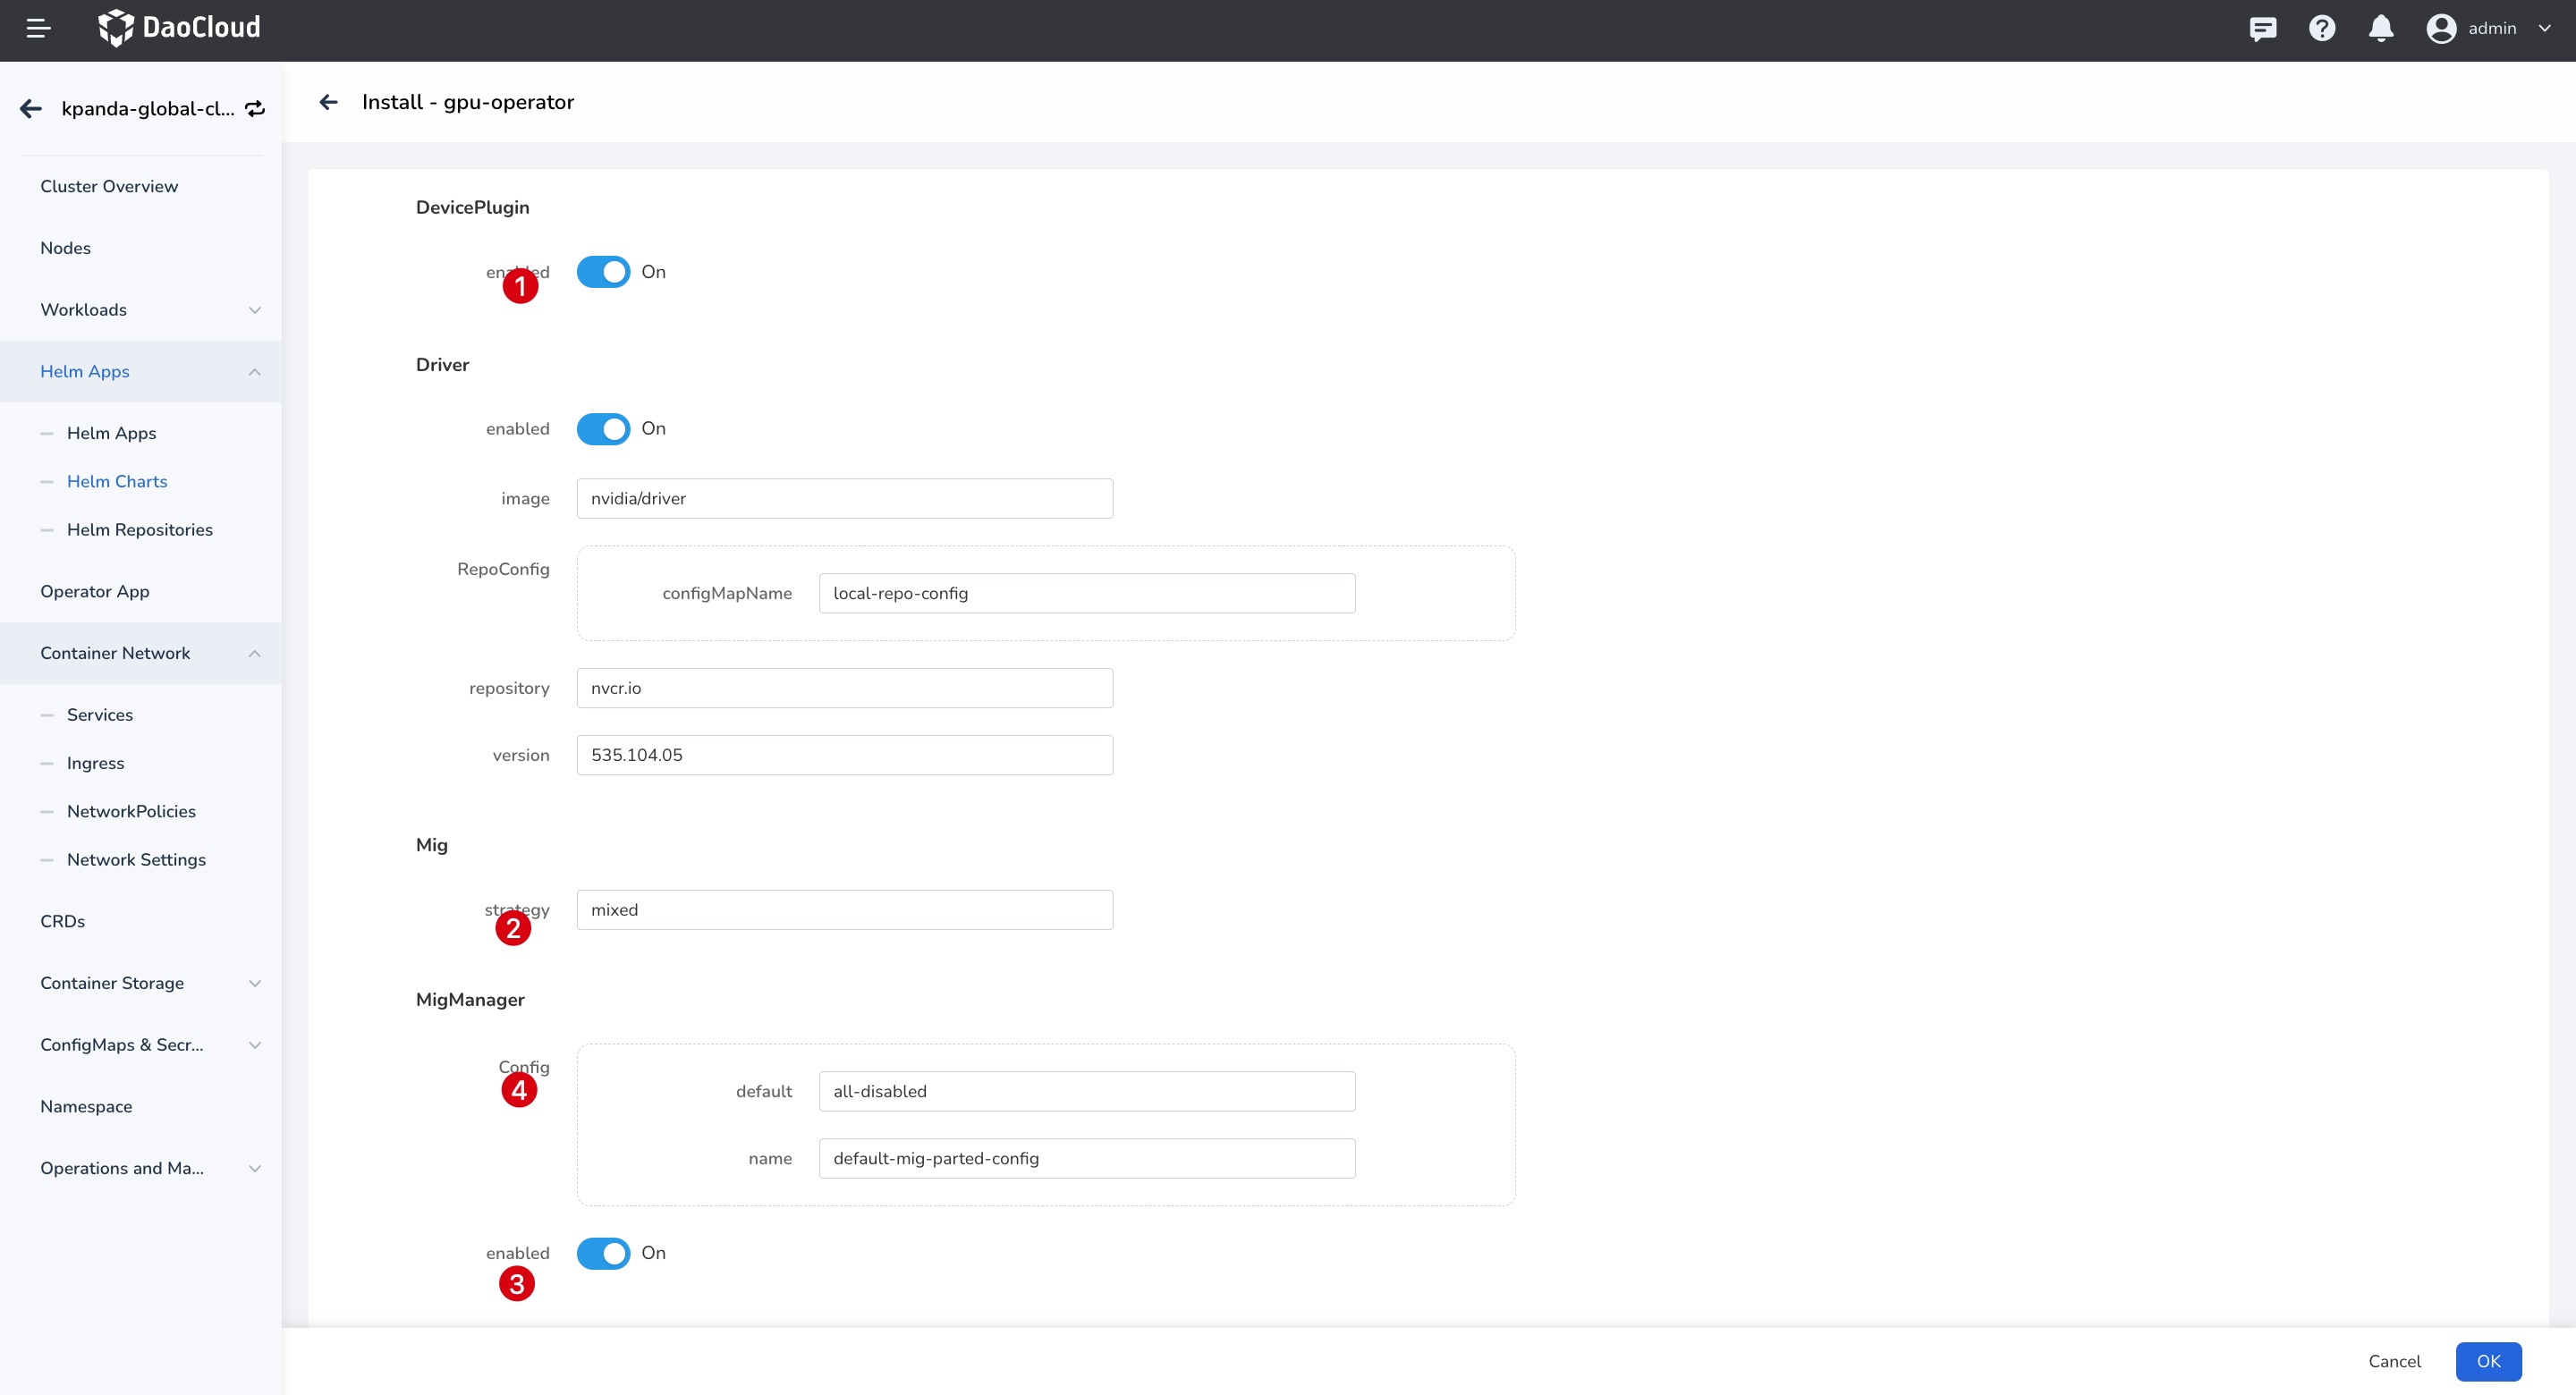 DaoCloud
admin
kpanda-global-cl...
Cluster Overview
Nodes
Workloads
Helm Apps
Helm Apps
Helm Charts
Helm Repositories
Operator App
Container Network
Services
Ingress
NetworkPolicies
Network Settings
CRDs
Container Storage
ConfigMaps & Secr...
Namespace
Operations and Ma...
Install - gpu-operator
DevicePlugin
enabled On
1
Driver
enabled On
image nvidia/driver
RepoConfig
configMapName local-repo-config
repository nvcr.io
version 535.104.05
Mig
strategy mixed
2
MigManager
Config
4
default all-disabled
name default-mig-parted-config
enabled On
3
Cancel OK